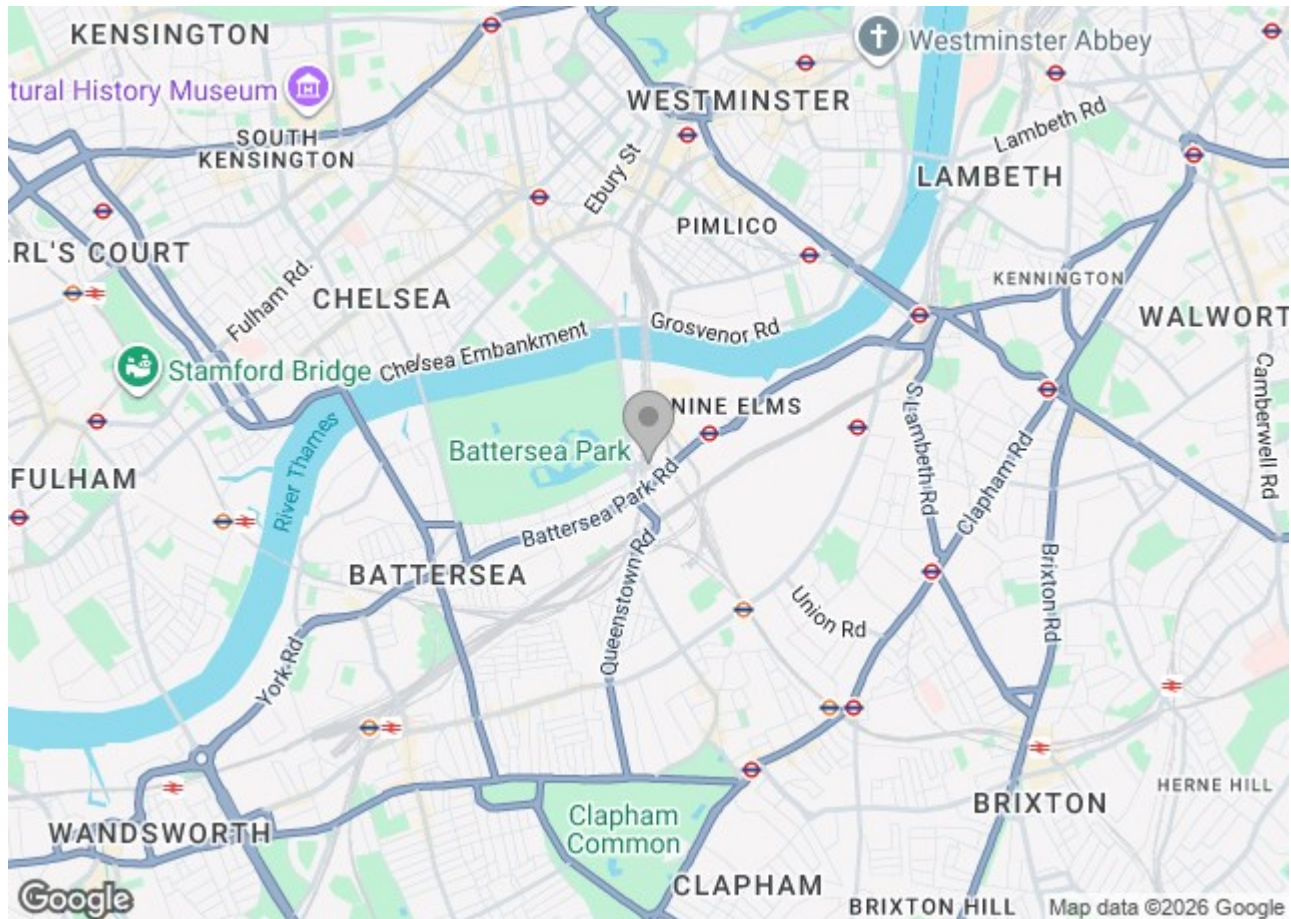 KENSINGTON
Westminster Abbey
tural History Museum
WESTMINSTER
Lambeth Rd
SOUTH
KENSINGTON
Ebury St
LAMBETH
PIMLICO
RL'S COURT
KENNINGTON
Fulham Rd.
CHELSEA
Grosvenor Rd
WALWORT
Chelsea Embankment
Stamford Bridge
Camberwell Rd
S Lambeth Rd
NINE ELMS
Battersea Park
Clapham Rd
FULHAM
River Thames
Battersea Park Rd
BATTERSEA
Queenstown Rd
Union Rd
Brixton Rd
York Rd
HERNE HILL
BRIXTON
Clapham
Common
WANDSWORTH
CLAPHAM
Google
BRIXTON HILL
Map data ©2026 Google